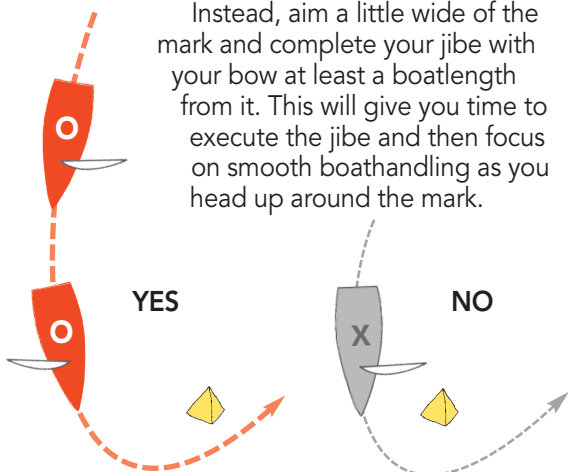 Instead, aim a little wide of the
mark and complete your jibe with
your bow at least a boatlength
from it. This will give you time to
execute the jibe and then focus
on smooth boathandling as you
head up around the mark.
O
O
YES
X
NO